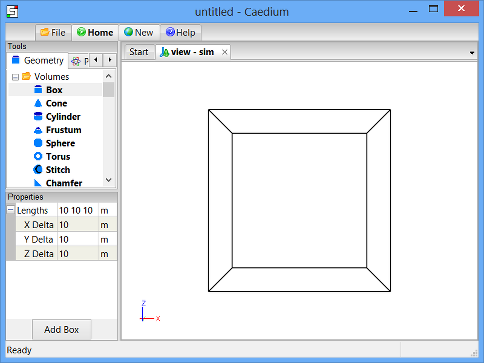 untitled - Caedium
File Home New Help
Tools
Geometry
Volumes
Box
Cone
Cylinder
Frustum
Sphere
Torus
Stitch
Chamfer
Properties
Lengths 10 10 10 m
X Delta 10 m
Y Delta 10 m
Z Delta 10 m
Add Box
Ready
Start view - sim
Z
X